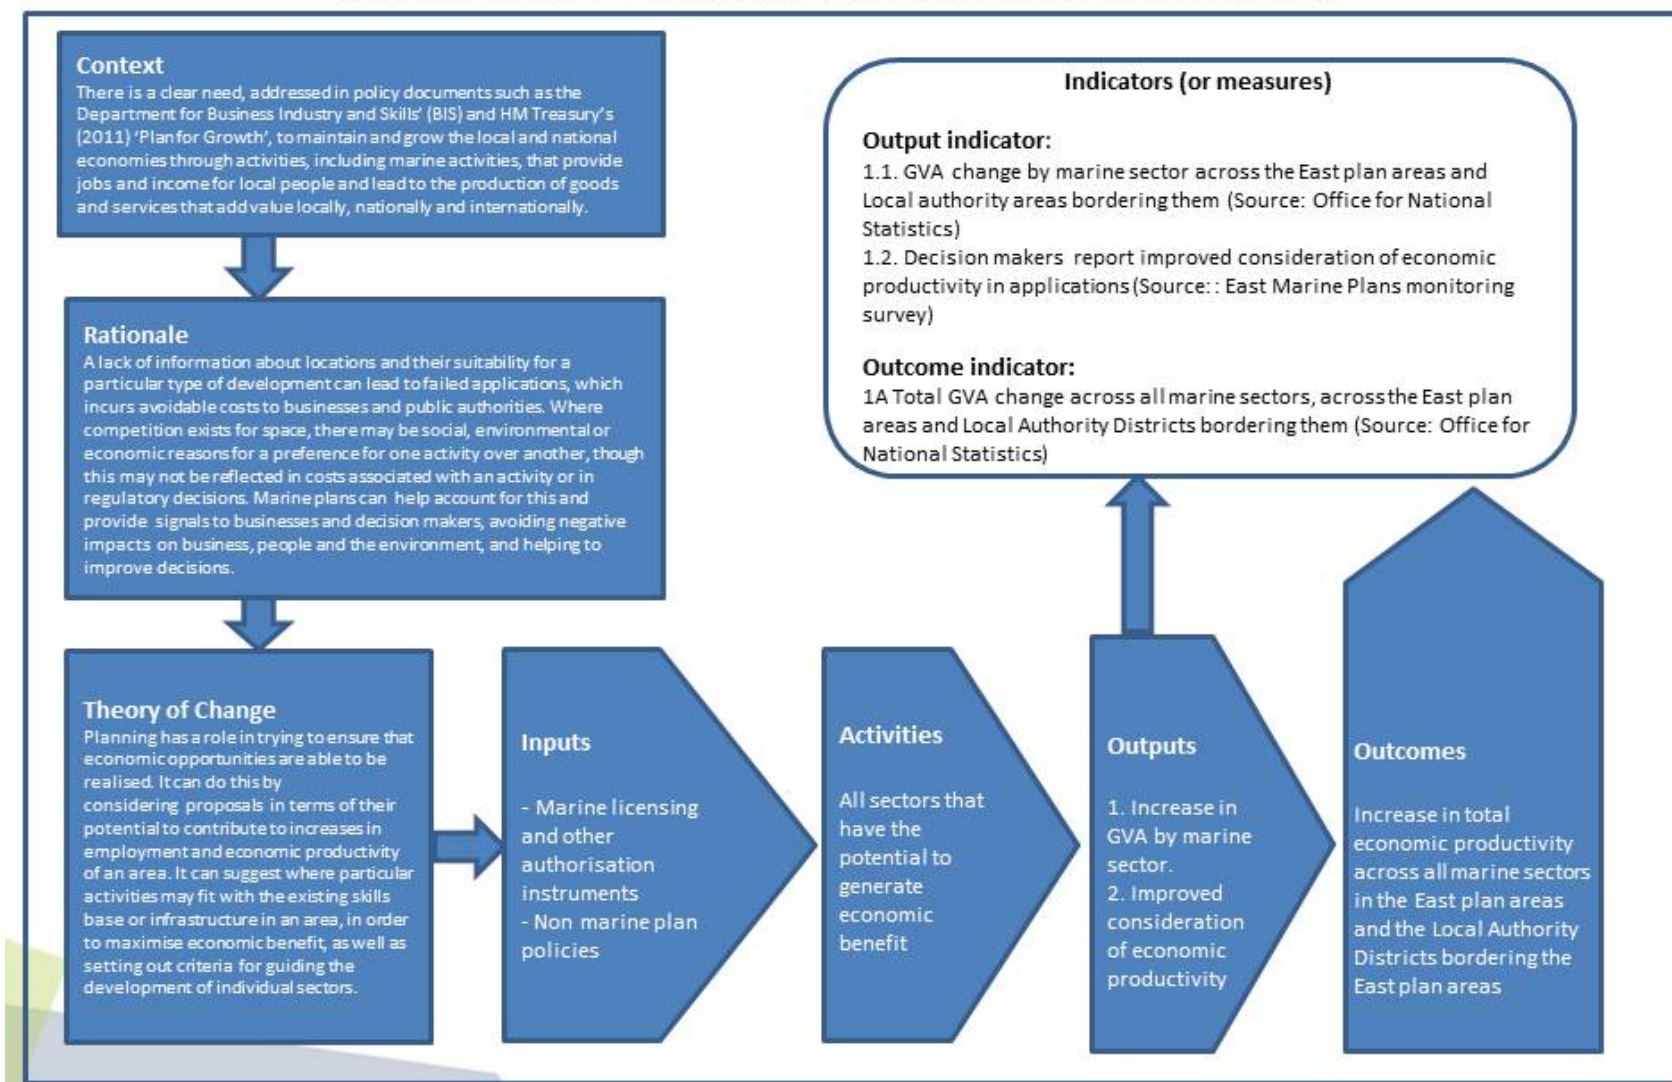 Context
There is a clear need, addressed in policy documents such as the
Department for Business Industry and Skills' (BIS) and HM Treasury's
(2011) 'Plan for Growth', to maintain and grow the local and national
economies through activities, including marine activities, that provide
jobs and income for local people and lead to the production of goods
and services that add value locally, nationally and internationally.
Rationale
A lack of information about locations and their suitability for a
particular type of development can lead to failed applications, which
incurs avoidable costs to businesses and public authorities. Where
competition exists for space, there may be social, environmental or
economic reasons for a preference for one activity over another, though
this may not be reflected in costs associated with an activity or in
regulatory decisions. Marine plans can help account for this and
provide signals to businesses and decision makers, avoiding negative
impacts on business, people and the environment, and helping to
improve decisions.
Theory of Change
Planning has a role in trying to ensure that
economic opportunities are able to be
realised. It can do this by
considering proposals in terms of their
potential to contribute to increases in
employment and economic productivity
of an area. It can suggest where particular
activities may fit with the existing skills
base or infrastructure in an area, in order
to maximise economic benefit, as well as
setting out criteria for guiding the
development of individual sectors.
Inputs
- Marine licensing
and other
authorisation
instruments
- Non marine plan
policies
Activities
All sectors that
have the
potential to
generate
economic
benefit
Outputs
1. Increase in
GVA by marine
sector.
2. Improved
consideration
of economic
productivity
Outcomes
Increase in total
economic productivity
across all marine sectors
in the East plan areas
and the Local Authority
Districts bordering the
East plan areas
Indicators (or measures)
Output indicator:
1.1. GVA change by marine sector across the East plan areas and
Local authority areas bordering them (Source: Office for National
Statistics)
1.2. Decision makers report improved consideration of economic
productivity in applications (Source: : East Marine Plans monitoring
survey)
Outcome indicator:
1A Total GVA change across all marine sectors, across the East plan
areas and Local Authority Districts bordering them (Source: Office for
National Statistics)